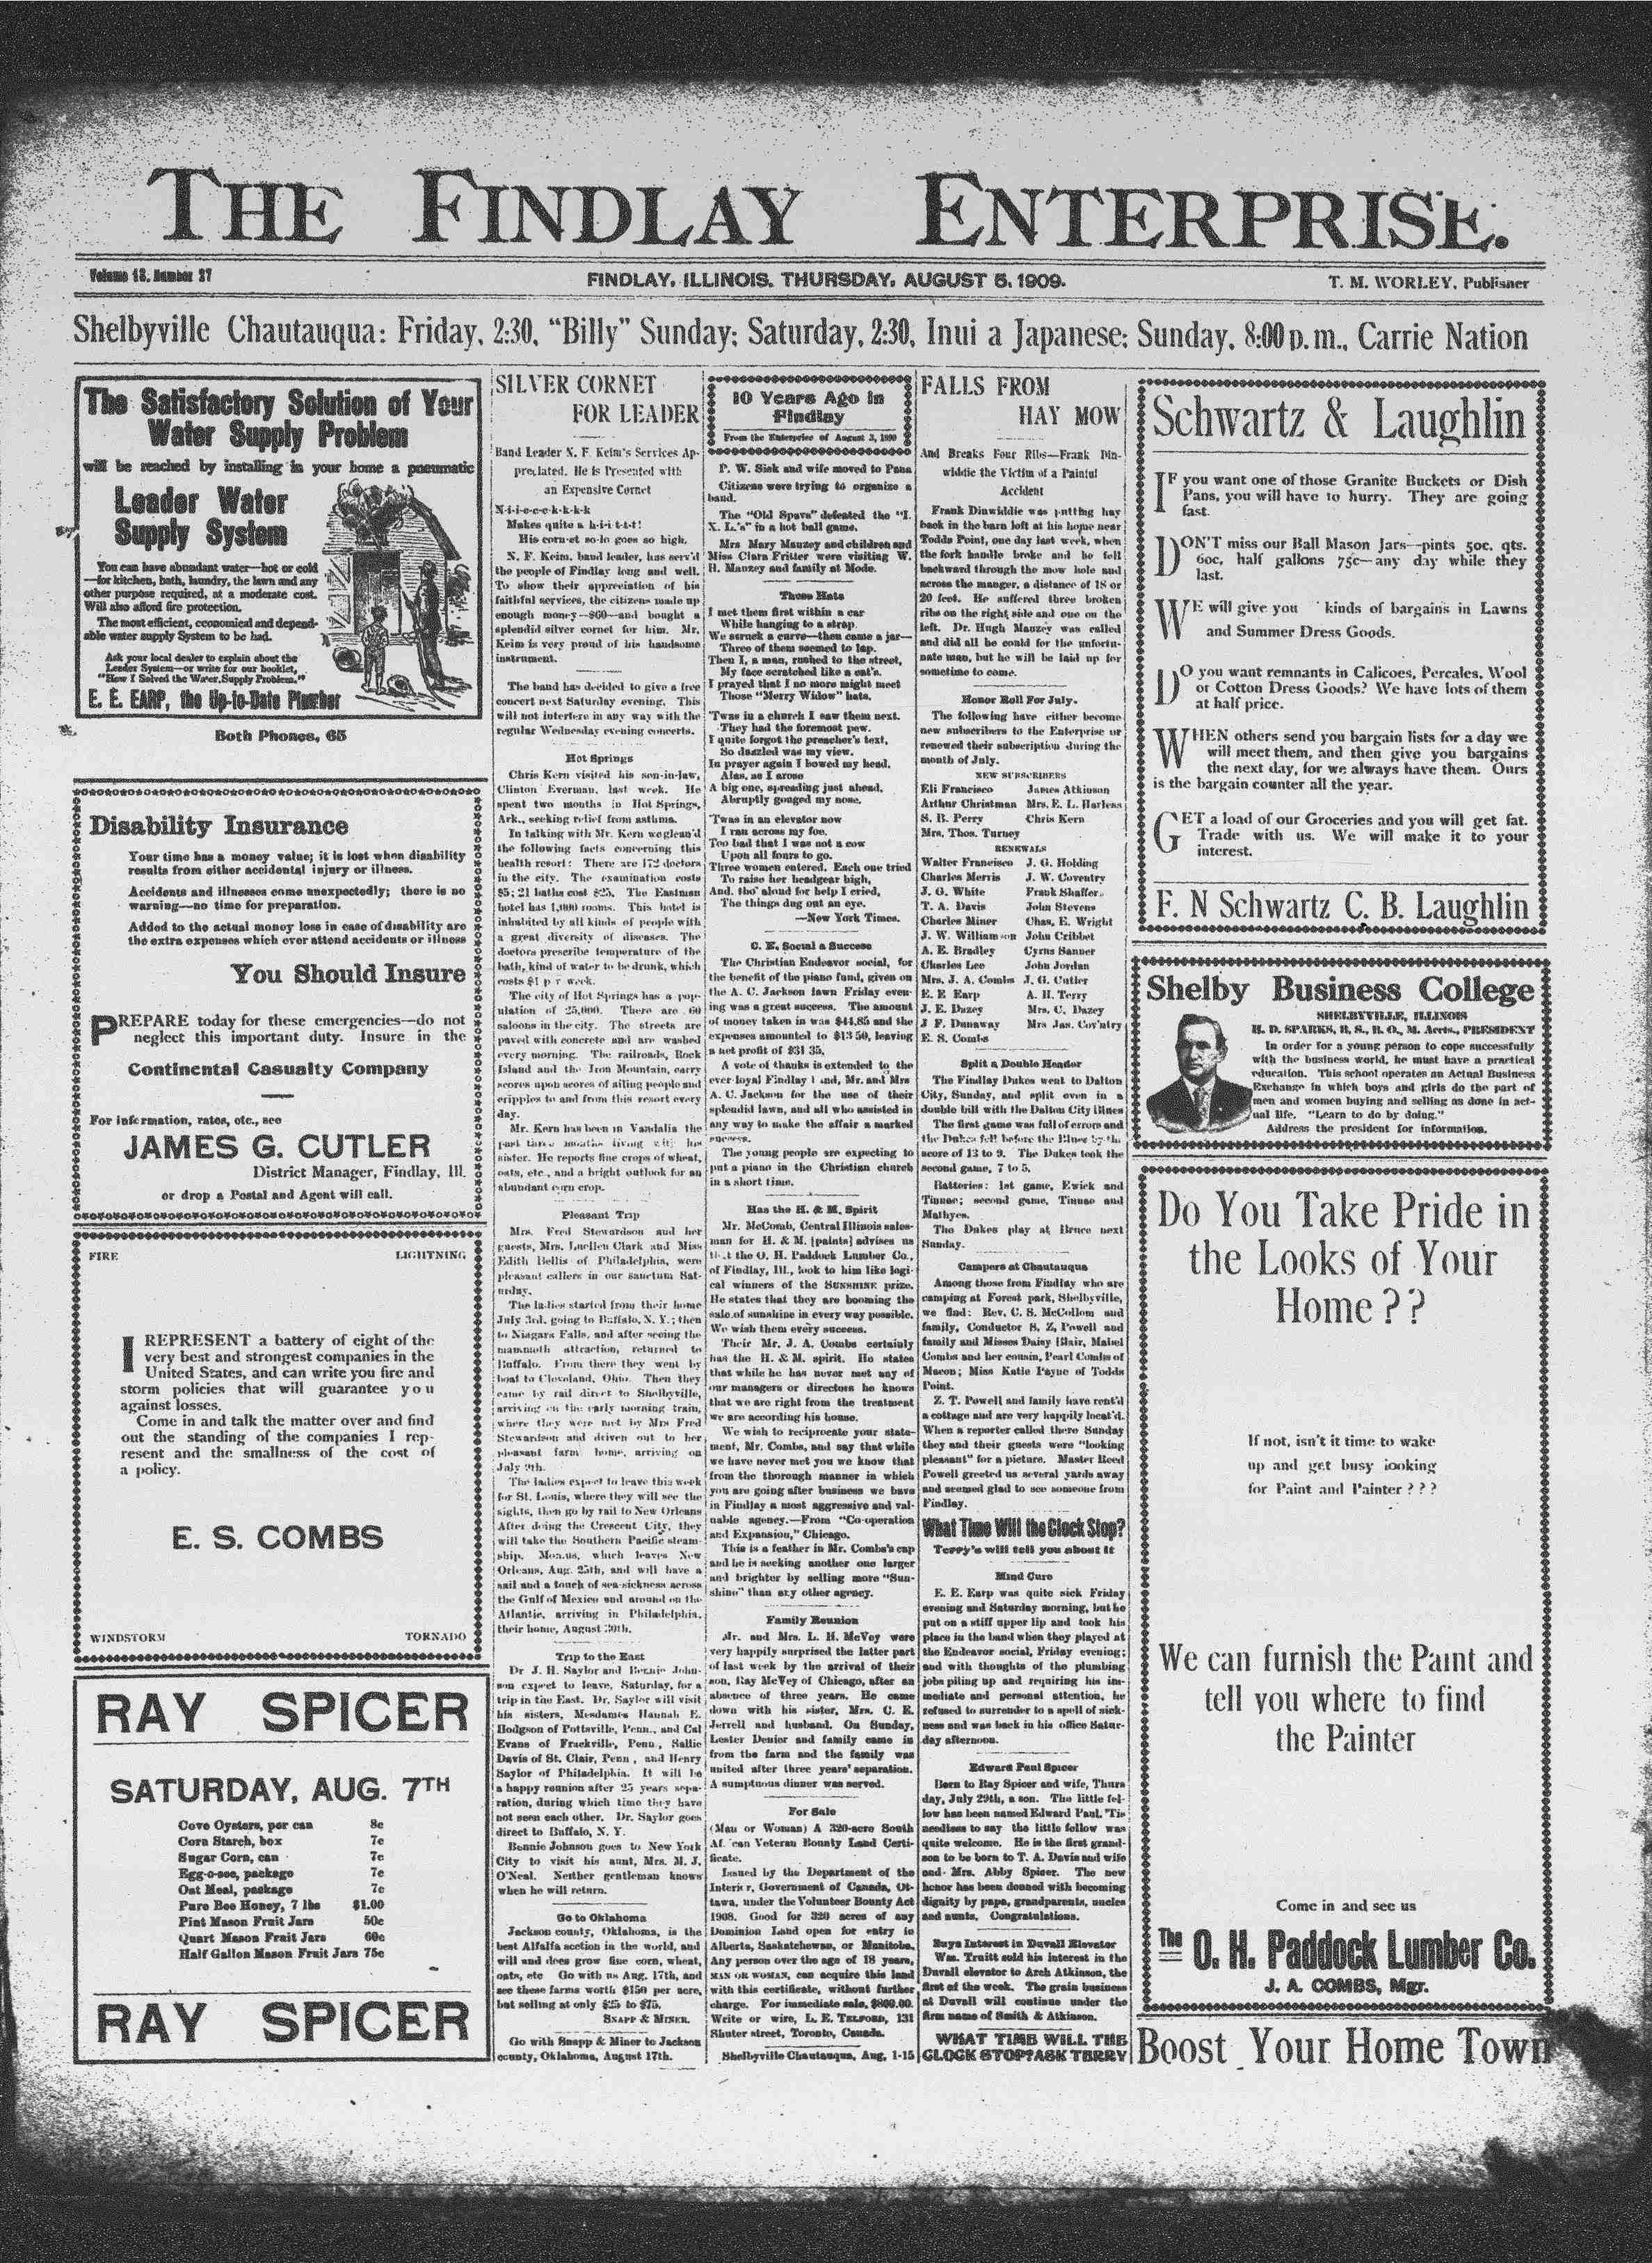 THE FINDLAY ENTERPRISE.
Volume 13. Number 37
FINDLAY, ILLINOIS, THURSDAY, AUGUST 5, 1909.
T. M. WORLEY, Publisher
Shelbyville Chautauqua: Friday, 2:30, "Billy" Sunday; Saturday, 2:30, Inui a Japanese; Sunday, 8:00 p. m., Carrie Nation
The Satisfactory Solution of Your
Water Supply Problem
will be reached by installing in your home a pneumatic
Leader Water
Supply System
You can have abundant water—hot or cold
—for kitchen, bath, laundry, the lawn and any
other purpose required, at a moderate cost.
Will also afford fire protection.
The most efficient, economical and depend-
able water supply System to be had.
Ask your local dealer to explain about the
Leader System—or write for our booklet,
"How I Solved the Water Supply Problem."
E. E. EARP, the Up-to-Date Plumber
Both Phones, 65
Disability Insurance
Your time has a money value; it is lost when disability
results from either accidental injury or illness.
Accidents and illnesses come unexpectedly; there is no
warning—no time for preparation.
Added to the actual money loss in case of disability are
the extra expenses which ever attend accidents or illness
You Should Insure
PREPARE today for these emergencies—do not
neglect this important duty. Insure in the
Continental Casualty Company
For information, rates, etc., see
JAMES G. CUTLER
District Manager, Findlay, Ill.
or drop a Postal and Agent will call.
FIRE LIGHTNING
I REPRESENT a battery of eight of the
very best and strongest companies in the
United States, and can write you fire and
storm policies that will guarantee you
against losses.
Come in and talk the matter over and find
out the standing of the companies I rep-
resent and the smallness of the cost of
a policy.
E. S. COMBS
WINDSTORM TORNADO
RAY SPICER
SATURDAY, AUG. 7TH
Cove Oysters, per can 8c
Corn Starch, box 7c
Sugar Corn, can 7c
Egg-o-see, package 7c
Oat Meal, package 7c
Pure Bee Honey, 7 lbs $1.00
Pint Mason Fruit Jars 50c
Quart Mason Fruit Jars 60c
Half Gallon Mason Fruit Jars 75c
RAY SPICER
SILVER CORNET
FOR LEADER
Band Leader N. F. Keim's Services Ap-
preciated. He is Presented with
an Expensive Cornet
N-i-i-e-c-e-k-k-k-k
Makes quite a h-i-i-t-t-t!
His corn-et so-lo goes so high.
N. F. Keim, band leader, has serv'd
the people of Findlay long and well.
To show their appreciation of his
faithful services, the citizens made up
enough money—$60—and bought a
splendid silver cornet for him. Mr.
Keim is very proud of his handsome
instrument.
The band has decided to give a free
concert next Saturday evening. This
will not interfere in any way with the
regular Wednesday evening concerts.
Hot Springs
Chris Kern visited his son-in-law,
Clinton Everman, last week. He
spent two months in Hot Springs,
Ark., seeking relief from asthma.
In talking with Mr. Kern we glean'd
the following facts concerning this
health resort: There are 172 doctors
in the city. The examination costs
$5; 21 baths cost $25. The Eastman
hotel has 1,000 rooms. This hotel is
inhabited by all kinds of people with
a great diversity of diseases. The
doctors prescribe temperature of the
bath, kind of water to be drunk, which
costs $1 p r week.
The city of Hot Springs has a pop-
ulation of 25,000. There are 60
saloons in the city. The streets are
paved with concrete and are washed
every morning. The railroads, Rock
Island and the Iron Mountain, carry
scores upon scores of ailing people and
cripples to and from this resort every
day.
Mr. Kern has been in Vandalia the
past three months living with his
sister. He reports fine crops of wheat,
oats, etc., and a bright outlook for an
abundant corn crop.
Pleasant Trip
Mrs. Fred Stewardson and her
guests, Mrs. Luellen Clark and Miss
Edith Bellis of Philadelphia, were
pleasant callers in our sanctum Sat-
urday.
The ladies started from their home
July 3rd, going to Buffalo, N. Y.; then
to Niagara Falls, and after seeing the
mammoth attraction, returned to
Buffalo. From there they went by
boat to Cleveland, Ohio. Then they
came by rail direct to Shelbyville,
arriving on the early morning train,
where they were met by Mrs Fred
Stewardson and driven out to her
pleasant farm home, arriving on
July 9th.
The ladies expect to leave this week
for St. Louis, where they will see the
sights, then go by rail to New Orleans
After doing the Crescent City, they
will take the Southern Pacific steam-
ship, Momus, which leaves New
Orleans, Aug. 25th, and will have a
sail and a touch of sea-sickness across
the Gulf of Mexico and around on the
Atlantic, arriving in Philadelphia,
their home, August 30th.
Trip to the East
Dr J. H. Saylor and Bennie John-
son expect to leave, Saturday, for a
trip in the East. Dr. Saylor will visit
his sisters, Mesdames Hannah E.
Hodgson of Pottsville, Penn., and Cal
Evans of Frackville, Penn., Sallie
Davis of St. Clair, Penn , and Henry
Saylor of Philadelphia. It will be
a happy reunion after 25 years sepa-
ration, during which time they have
not seen each other. Dr. Saylor goes
direct to Buffalo, N. Y.
Bennie Johnson goes to New York
City to visit his aunt, Mrs. M. J.
O'Neal. Neither gentleman knows
when he will return.
Go to Oklahoma
Jackson county, Oklahoma, is the
best Alfalfa section in the world, and
will and does grow fine corn, wheat,
oats, etc Go with us Aug. 17th, and
see these farms worth $150 per acre,
but selling at only $25 to $75.
SNAPP & MINER.
Go with Snapp & Miner to Jackson
county, Oklahoma, August 17th.
10 Years Ago In
Findlay
From the Enterprise of August 3, 1899
P. W. Sisk and wife moved to Pana
Citizens were trying to organize a
band.
The "Old Spavs" defeated the "I.
X. L.'s" in a hot ball game.
Mrs Mary Mauzey and children and
Miss Clara Fritter were visiting W.
H. Mauzey and family at Mode.
Those Hats
I met them first within a car
While hanging to a strap.
We struck a curve—then came a jar—
Three of them seemed to lap.
Then I, a man, rushed to the street,
My face scratched like a cat's.
I prayed that I no more might meet
Those "Merry Widow" hats.
'Twas in a church I saw them next.
They had the foremost pew.
I quite forgot the preacher's text,
So dazzled was my view.
In prayer again I bowed my head,
Alas, as I arose
A big one, spreading just ahead,
Abruptly gouged my nose.
'Twas in an elevator now
I ran across my foe.
Too bad that I was not a cow
Upon all fours to go.
Three women entered. Each one tried
To raise her headgear high,
And, tho' aloud for help I cried,
The things dug out an eye.
—New York Times.
C. E. Social a Success
The Christian Endeavor social, for
the benefit of the piano fund, given on
the A. C. Jackson lawn Friday even-
ing was a great success. The amount
of money taken in was $44.85 and the
expenses amounted to $13 50, leaving
a net profit of $31 35.
A vote of thanks is extended to the
ever loyal Findlay band, Mr. and Mrs
A. C. Jackson for the use of their
splendid lawn, and all who assisted in
any way to make the affair a marked
success.
The young people are expecting to
put a piano in the Christian church
in a short time.
Has the H. & M. Spirit
Mr. McComb, Central Illinois sales-
man for H. & M. [paints] advises us
that the O. H. Paddock Lumber Co.,
of Findlay, Ill., look to him like logi-
cal winners of the SUNSHINE prize.
He states that they are booming the
sale of sunshine in every way possible.
We wish them every success.
Their Mr. J. A. Combs certainly
has the H. & M. spirit. He states
that while he has never met any of
our managers or directors he knows
that we are right from the treatment
we are according his house.
We wish to reciprocate your state-
ment, Mr. Combs, and say that while
we have never met you we know that
from the thorough manner in which
you are going after business we have
in Findlay a most aggressive and val-
uable agency.—From "Co-operation
and Expansion," Chicago.
This is a feather in Mr. Combs's cap
and he is seeking another one larger
and brighter by selling more "Sun-
shine" than any other agency.
Family Reunion
Mr. and Mrs. L. H. McVey were
very happily surprised the latter part
of last week by the arrival of their
son, Ray McVey of Chicago, after an
absence of three years. He came
down with his sister, Mrs. C. E.
Jerrell and husband. On Sunday,
Lester Denior and family came in
from the farm and the family was
united after three years' separation.
A sumptuous dinner was served.
For Sale
(Man or Woman) A 320-acre South
Af. can Veteran Bounty Land Certi-
ficate.
Issued by the Department of the
Interior, Government of Canada, Ot-
tawa, under the Volunteer Bounty Act
1908. Good for 320 acres of any
Dominion Land open for entry in
Alberta, Saskatchewan, or Manitoba.
Any person over the age of 18 years,
MAN OR WOMAN, can acquire this land
with this certificate, without further
charge. For immediate sale, $800.00.
Write or wire, L. E. TELFORD, 131
Shuter street, Toronto, Canada.
Shelbyville Chautauqua, Aug. 1-15
FALLS FROM
HAY MOW
And Breaks Four Ribs—Frank Din-
widdie the Victim of a Painful
Accident
Frank Dinwiddie was putting hay
back in the barn loft at his home near
Todds Point, one day last week, when
the fork handle broke and he fell
backward through the mow hole and
across the manger, a distance of 18 or
20 feet. He suffered three broken
ribs on the right side and one on the
left. Dr. Hugh Mauzey was called
and did all he could for the unfortu-
nate man, but he will be laid up for
sometime to come.
Honor Roll For July.
The following have either become
new subscribers to the Enterprise or
renewed their subscription during the
month of July.
NEW SUBSCRIBERS
Eli Francisco James Atkinson
Arthur Christman Mrs. E. L. Harless
S. B. Perry Chris Kern
Mrs. Thos. Turney
RENEWALS
Walter Francisco J. G. Holding
Charles Merris J. W. Coventry
J. G. White Frank Shaffer
T. A. Davis John Stevens
Charles Miner Chas. E. Wright
J. W. Williamson John Cribbet
A. E. Bradley Cyrus Sanner
Charles Lee John Jordan
Mrs. J. A. Combs J. G. Cutler
E. E Earp A. H. Terry
J. E. Dazey Mrs. C. Dazey
J F. Dunaway Mrs Jas. Cov'ntry
E. S. Combs
Split a Double Header
The Findlay Dukes went to Dalton
City, Sunday, and split even in a
double bill with the Dalton City Blues
The first game was full of errors and
the Dukes fell before the Blues by the
score of 13 to 9. The Dukes took the
second game, 7 to 5.
Batteries: 1st game, Ewick and
Tinnae; second game, Tinnae and
Mathyes.
The Dukes play at Bruce next
Sunday.
Campers at Chautauqua
Among those from Findlay who are
camping at Forest park, Shelbyville,
we find: Rev. C. S. McCollom and
family, Conductor S. Z. Powell and
family and Misses Daisy Blair, Mabel
Combs and her cousin, Pearl Combs of
Macon; Miss Katie Payne of Todds
Point.
Z. T. Powell and family have rent'd
a cottage and are very happily locat'd.
When a reporter called there Sunday
they and their guests were "looking
pleasant" for a picture. Master Reed
Powell greeted us several yards away
and seemed glad to see someone from
Findlay.
What Time Will the Clock Stop?
Terry's will tell you about it
Mind Cure
E. E. Earp was quite sick Friday
evening and Saturday morning, but he
put on a stiff upper lip and took his
place in the band when they played at
the Endeavor social, Friday evening;
and with thoughts of the plumbing
jobs piling up and requiring his im-
mediate and personal attention, he
refused to surrender to a spell of sick-
ness and was back in his office Satur-
day afternoon.
Edward Paul Spicer
Born to Ray Spicer and wife, Thurs
day, July 29th, a son. The little fel-
low has been named Edward Paul. 'Tis
needless to say the little fellow was
quite welcome. He is the first grand-
son to be born to T. A. Davis and wife
and Mrs. Abby Spicer. The new
honor has been donned with becoming
dignity by papa, grandparents, uncles
and aunts. Congratulations.
Buys Interest in Duvall Elevator
Wm. Truitt sold his interest in the
Duvall elevator to Arch Atkinson, the
first of the week. The grain business
at Duvall will continue under the
firm name of Smith & Atkinson.
WHAT TIME WILL THE
CLOCK STOP? ASK TERRY
Schwartz & Laughlin
IF you want one of those Granite Buckets or Dish
Pans, you will have to hurry. They are going
fast.
DON'T miss our Ball Mason Jars—pints 50c, qts.
60c, half gallons 75c—any day while they
last.
WE will give you kinds of bargains in Lawns
and Summer Dress Goods.
DO you want remnants in Calicoes, Percales, Wool
or Cotton Dress Goods? We have lots of them
at half price.
WHEN others send you bargain lists for a day we
will meet them, and then give you bargains
the next day, for we always have them. Ours
is the bargain counter all the year.
GET a load of our Groceries and you will get fat.
Trade with us. We will make it to your
interest.
F. N Schwartz C. B. Laughlin
Shelby Business College
SHELBYVILLE, ILLINOIS
H. D. SPARKS, B. S., B. O., M. Accts., PRESIDENT
In order for a young person to cope successfully
with the business world, he must have a practical
education. This school operates an Actual Business
Exchange in which boys and girls do the part of
men and women buying and selling as done in act-
ual life. "Learn to do by doing."
Address the president for information.
Do You Take Pride in
the Looks of Your
Home??
If not, isn't it time to wake
up and get busy looking
for Paint and Painter???
We can furnish the Paint and
tell you where to find
the Painter
Come in and see us
The O. H. Paddock Lumber Co.
J. A. COMBS, Mgr.
Boost Your Home Town